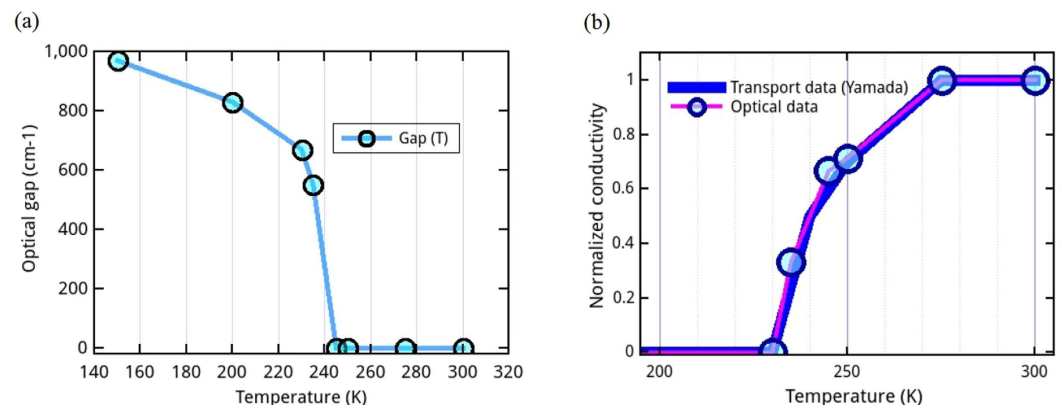 (a)
1,000
800
600
400
200
0
Optical gap (cm-1)
Gap (T)
140 160 180 200 220 240 260 280 300 320
Temperature (K)
(b)
1
0.8
0.6
0.4
0.2
0
Normalized conductivity
Transport data (Yamada)
Optical data
200 250 300
Temperature (K)